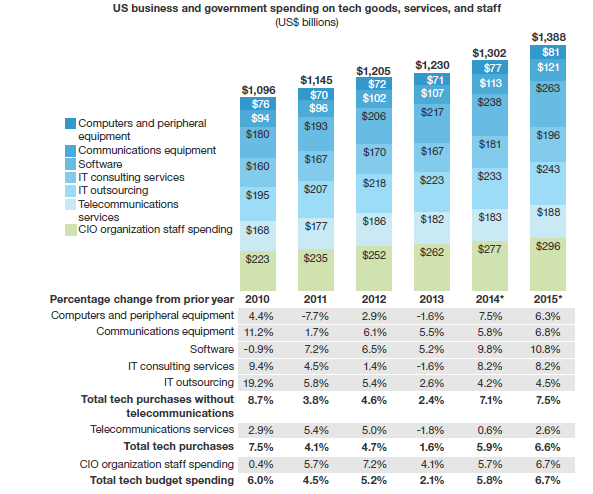 US business and government spending on tech goods, services, and staff
(US$ billions)
$1,096
$1,145
$1,205
$1,230
$1,302
$1,388
$76
$94
$180
$160
$195
$168
$223
$70
$96
$193
$167
$207
$177
$235
$72
$102
$206
$170
$218
$186
$252
$71
$107
$217
$167
$223
$182
$262
$77
$113
$238
$181
$233
$183
$277
$81
$121
$263
$196
$243
$188
$296
Computers and peripheral
equipment
Communications equipment
Software
IT consulting services
IT outsourcing
Telecommunications
services
CIO organization staff spending
Percentage change from prior year 2010 2011 2012 2013 2014* 2015*
Computers and peripheral equipment 4.4% -7.7% 2.9% -1.6% 7.5% 6.3%
Communications equipment 11.2% 1.7% 6.1% 5.5% 5.8% 6.8%
Software -0.9% 7.2% 6.5% 5.2% 9.8% 10.8%
IT consulting services 9.4% 4.5% 1.4% -1.6% 8.2% 8.2%
IT outsourcing 19.2% 5.8% 5.4% 2.6% 4.2% 4.5%
Total tech purchases without 8.7% 3.8% 4.6% 2.4% 7.1% 7.5%
telecommunications
Telecommunications services 2.9% 5.4% 5.0% -1.8% 0.6% 2.6%
Total tech purchases 7.5% 4.1% 4.7% 1.6% 5.9% 6.6%
CIO organization staff spending 0.4% 5.7% 7.2% 4.1% 5.7% 6.7%
Total tech budget spending 6.0% 4.5% 5.2% 2.1% 5.8% 6.7%